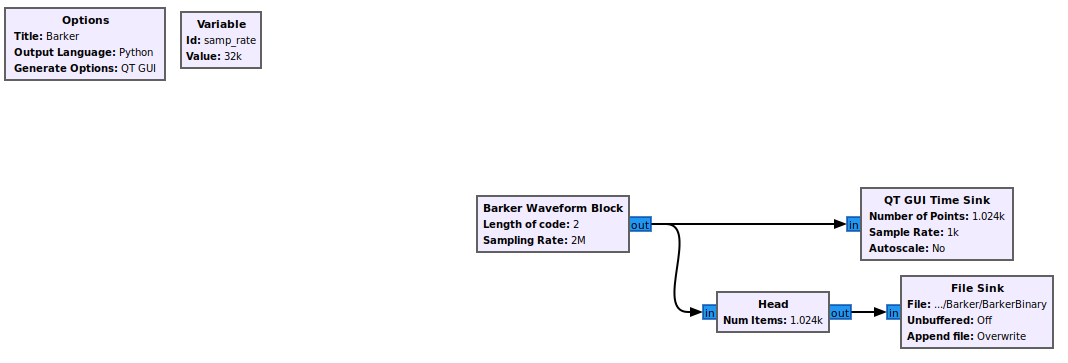 Options
Title: Barker
Output Language: Python
Generate Options: QT GUI
Variable
Id: samp_rate
Value: 32k
Barker Waveform Block
Length of code: 2
Sampling Rate: 2M
out
in
QT GUI Time Sink
Number of Points: 1.024k
Sample Rate: 1k
Autoscale: No
in
Head
Num Items: 1.024k
out
in
File Sink
File: .../Barker/BarkerBinary
Unbuffered: Off
Append file: Overwrite